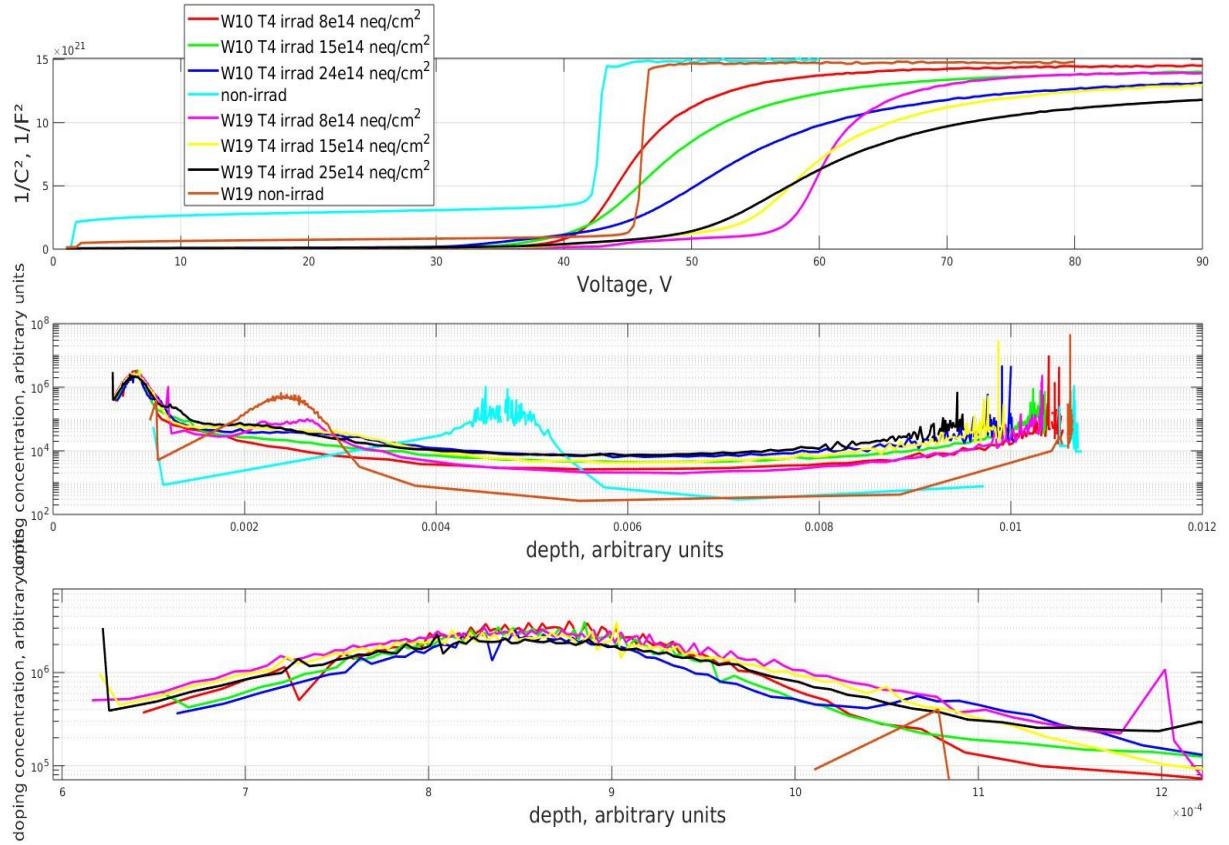 W10 T4 irrad 8e14 neq/cm²
W10 T4 irrad 15e14 neq/cm²
W10 T4 irrad 24e14 neq/cm²
non-irrad
W19 T4 irrad 8e14 neq/cm²
W19 T4 irrad 15e14 neq/cm²
W19 T4 irrad 25e14 neq/cm²
W19 non-irrad
×10²¹
15
10
5
0
1/C², 1/F²
0 10 20 30 40 50 60 70 80 90
Voltage, V
10⁸
10⁶
10⁴
10²
doping concentration, arbitrary units
0 0.002 0.004 0.006 0.008 0.01 0.012
depth, arbitrary units
10⁶
10⁵
doping concentration, arbitrary units
6 7 8 9 10 11 12
×10⁻⁴
depth, arbitrary units